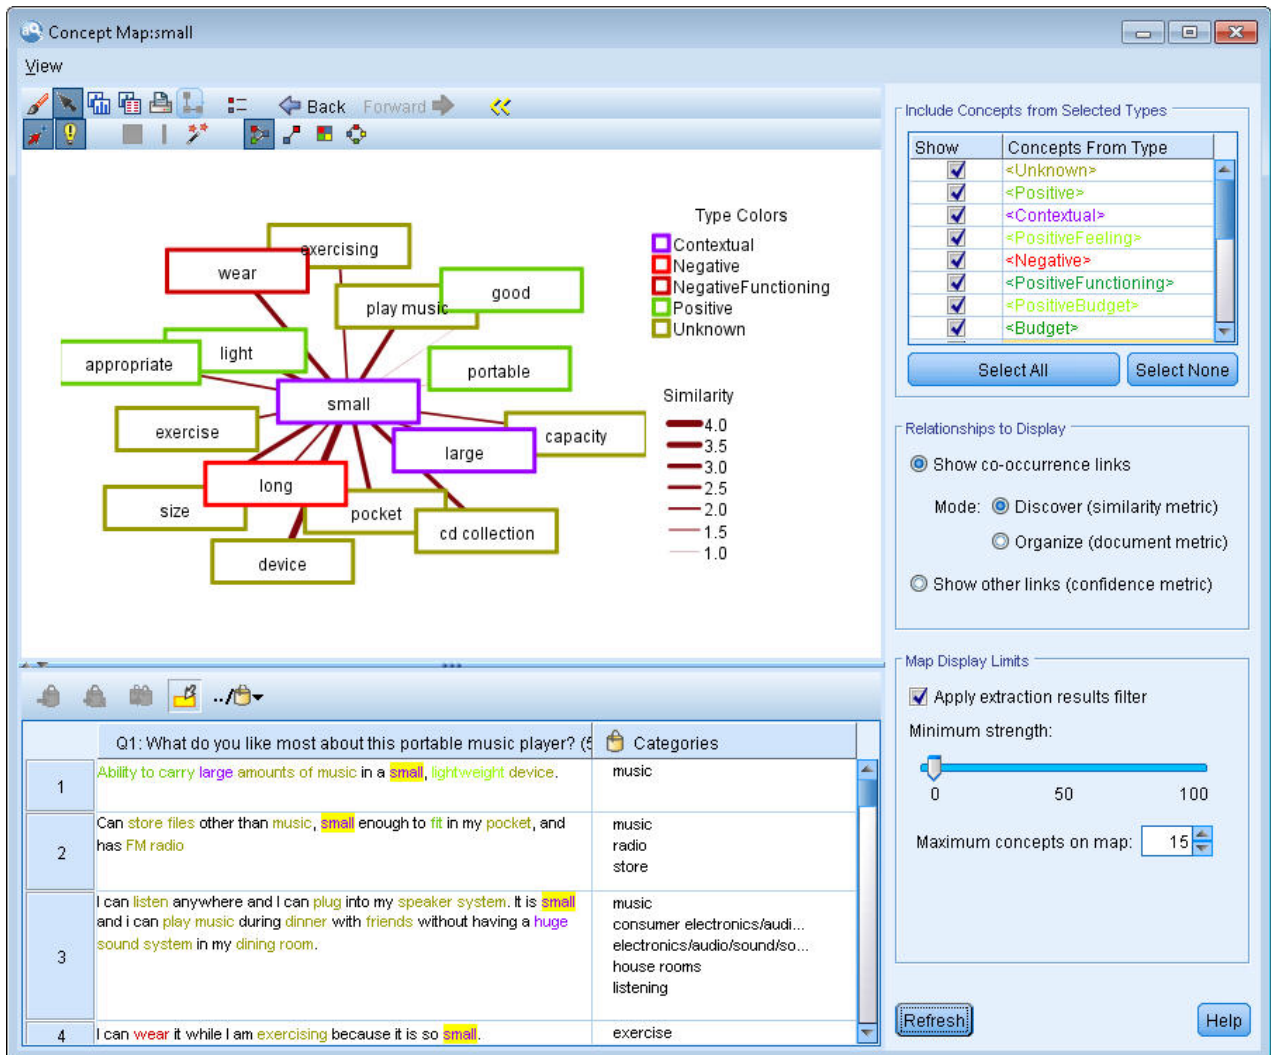 Concept Map:small
View
Back Forward
Type Colors
Contextual
Negative
NegativeFunctioning
Positive
Unknown
Similarity
4.0
3.5
3.0
2.5
2.0
1.5
1.0
exercising
wear
good
play music
light
appropriate
portable
small
exercise
capacity
large
long
size
pocket
cd collection
device
../
Q1: What do you like most about this portable music player? (5
Categories
1
Ability to carry large amounts of music in a small, lightweight device.
music
2
Can store files other than music, small enough to fit in my pocket, and
has FM radio
music
radio
store
3
I can listen anywhere and I can plug into my speaker system. It is small
and i can play music during dinner with friends without having a huge
sound system in my dining room.
music
consumer electronics/audi...
electronics/audio/sound/so...
house rooms
listening
4
I can wear it while I am exercising because it is so small.
exercise
Include Concepts from Selected Types
Show Concepts From Type
<Unknown>
<Positive>
<Contextual>
<PositiveFeeling>
<Negative>
<PositiveFunctioning>
<PositiveBudget>
<Budget>
Select All Select None
Relationships to Display
Show co-occurrence links
Mode: Discover (similarity metric)
Organize (document metric)
Show other links (confidence metric)
Map Display Limits
Apply extraction results filter
Minimum strength:
0 50 100
Maximum concepts on map: 15
Refresh Help